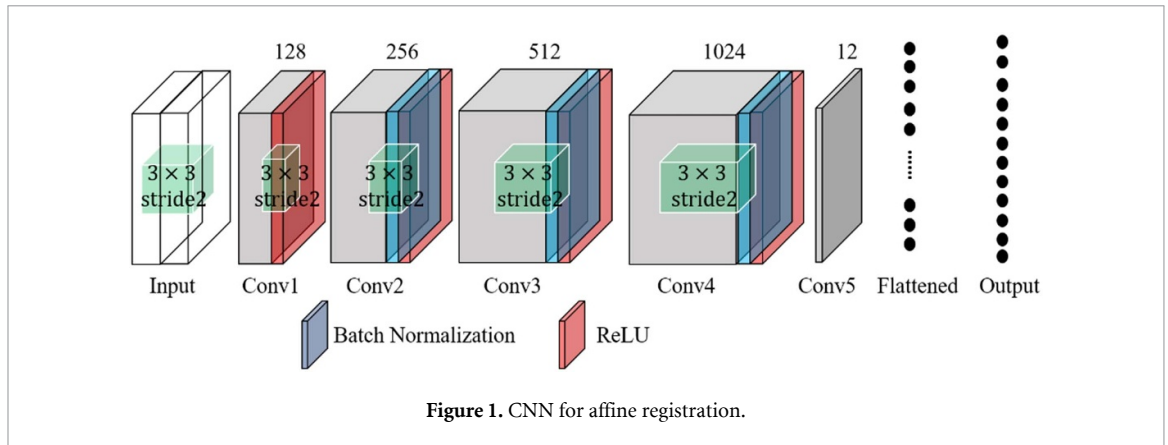 128 256 512 1024 12
3 × 3 3 × 3 3 × 3 3 × 3 3 × 3
stride2 stride2 stride2 stride2 stride2
Input Conv1 Conv2 Conv3 Conv4 Conv5 Flattened Output
Batch Normalization ReLU
Figure 1. CNN for affine registration.